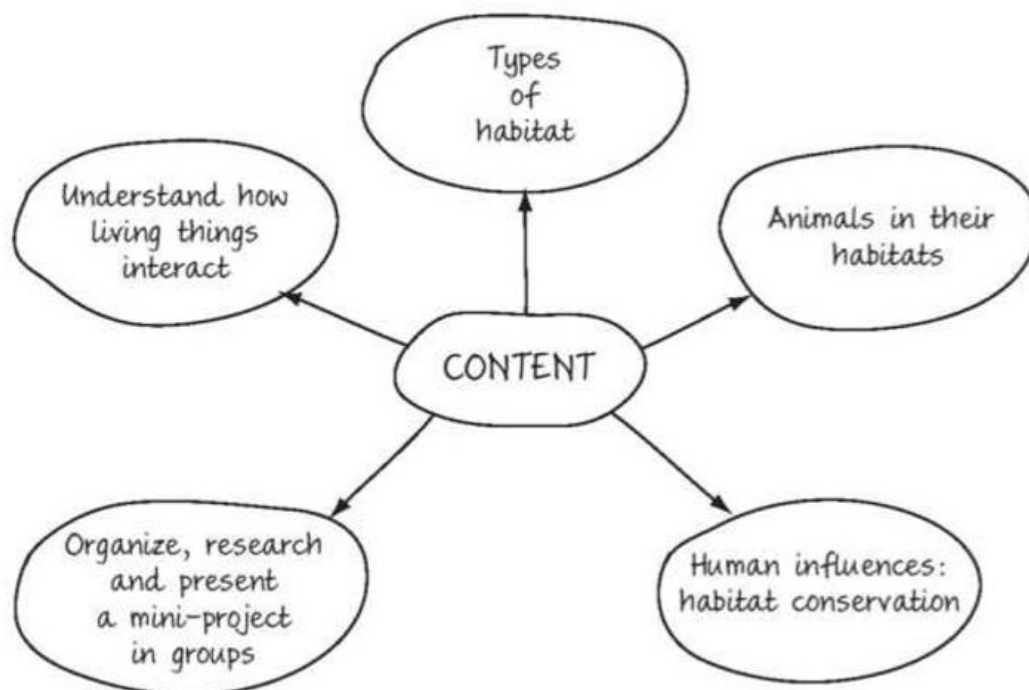 Types
of
habitat
Understand how
living things
interact
Animals in their
habitats
CONTENT
Organize, research
and present
a mini-project
in groups
Human influences:
habitat conservation